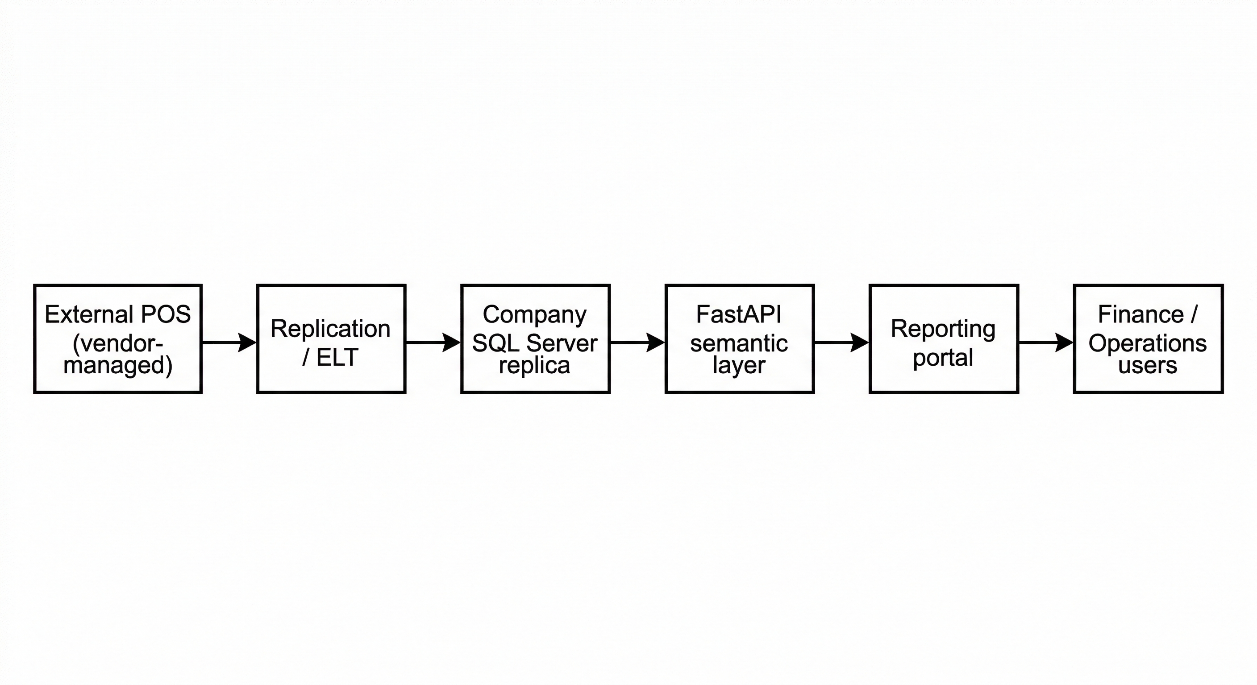 External POS
(vendor-
managed)
Replication
/ ELT
Company
SQL Server
replica
FastAPI
semantic
layer
Reporting
portal
Finance /
Operations
users